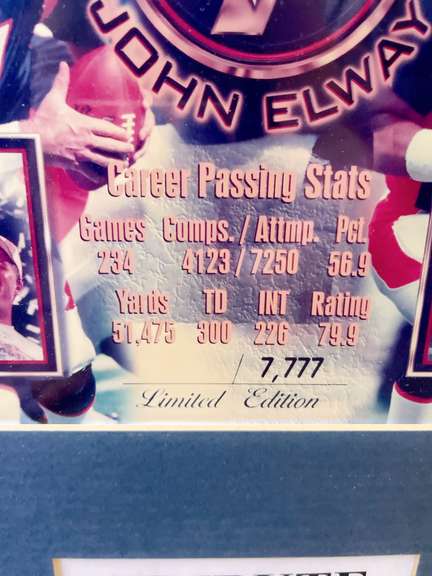 JOHN ELWAY
Career Passing Stats
Games Comps. / Attmp. Pct.
234 4123 / 7250 56.9
Yards TD INT Rating
51,475 300 226 79.9
/ 7,777
Limited Edition